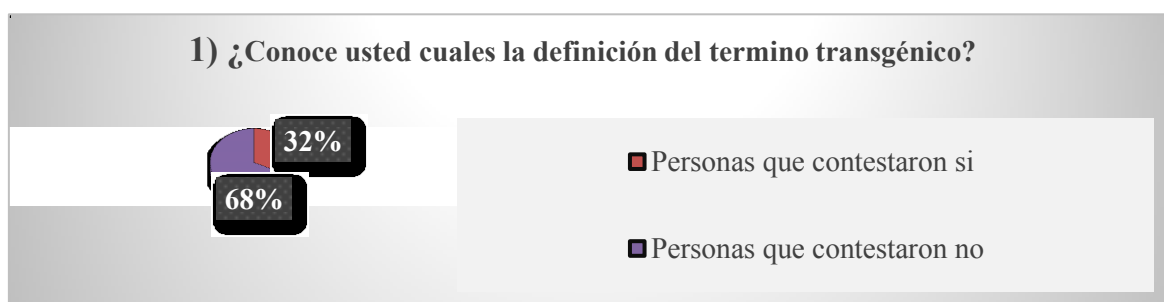 1) ¿Conoce usted cuales la definición del termino transgénico?
32%
68%
Personas que contestaron si
Personas que contestaron no